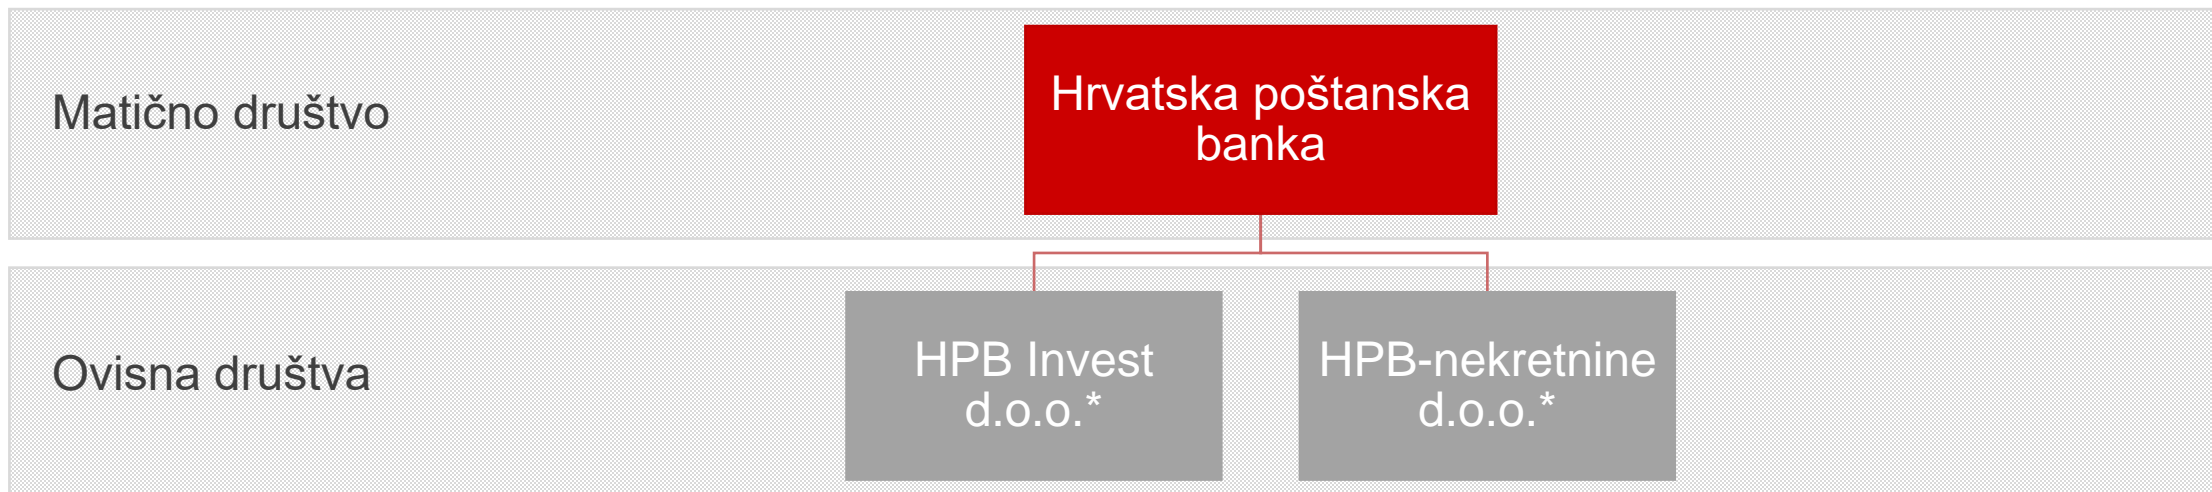 Matično društvo
Hrvatska poštanska
banka
Ovisna društva
HPB Invest
d.o.o.*
HPB-nekretnine
d.o.o.*